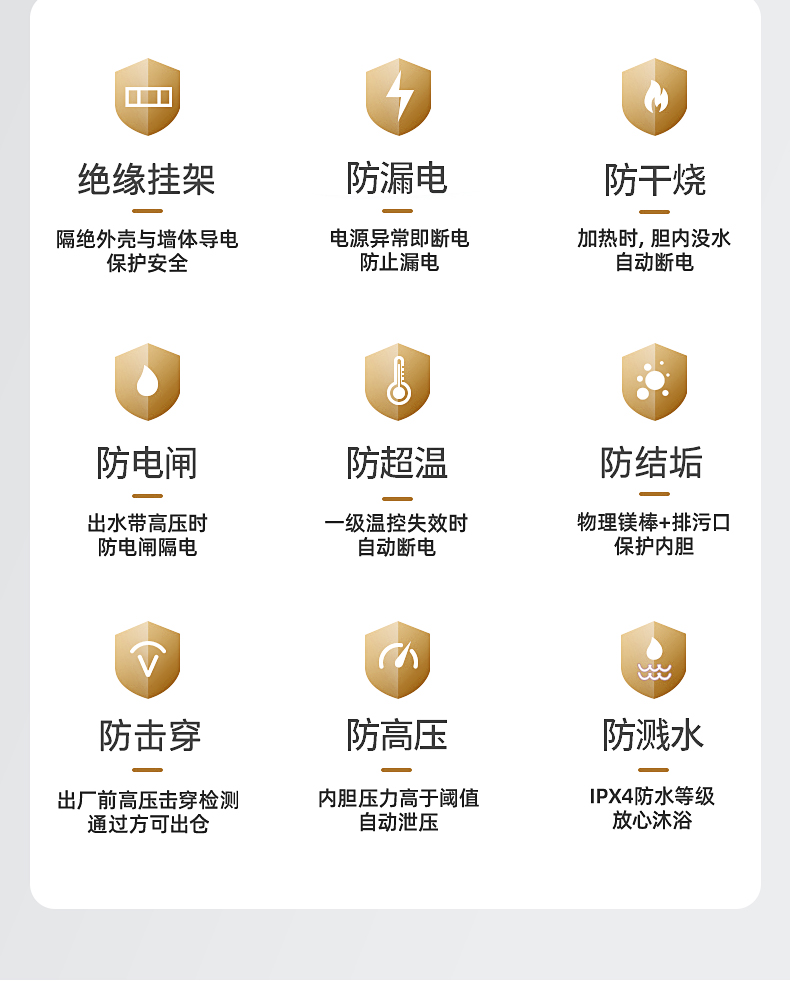 绝缘挂架
隔绝外壳与墙体导电
保护安全
防漏电
电源异常即断电
防止漏电
防干烧
加热时, 胆内没水
自动断电
防电闸
出水带高压时
防电闸隔电
防超温
一级温控失效时
自动断电
防结垢
物理镁棒+排污口
保护内胆
防击穿
出厂前高压击穿检测
通过方可出仓
防高压
内胆压力高于阈值
自动泄压
防溅水
IPX4防水等级
放心沐浴